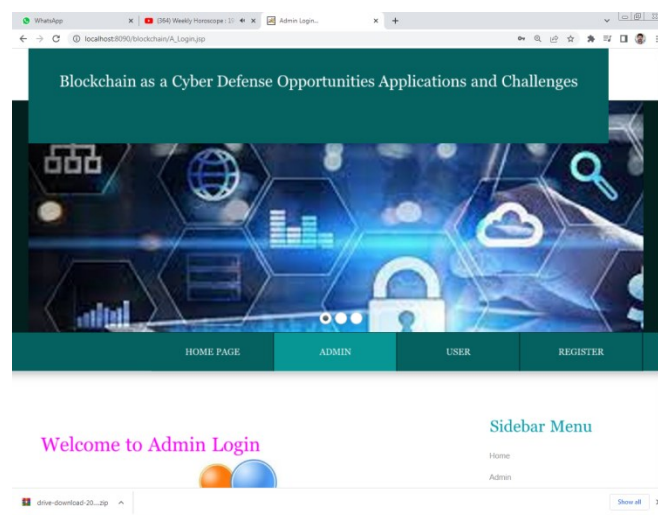 WhatsApp
(364) Weekly Horoscope : 19
Admin Login...
localhost:8090/blockchain/A_Login.jsp
Blockchain as a Cyber Defense Opportunities Applications and Challenges
HOME PAGE ADMIN USER REGISTER
Sidebar Menu
Welcome to Admin Login
Home
Admin
drive-download-20....zip
Show all